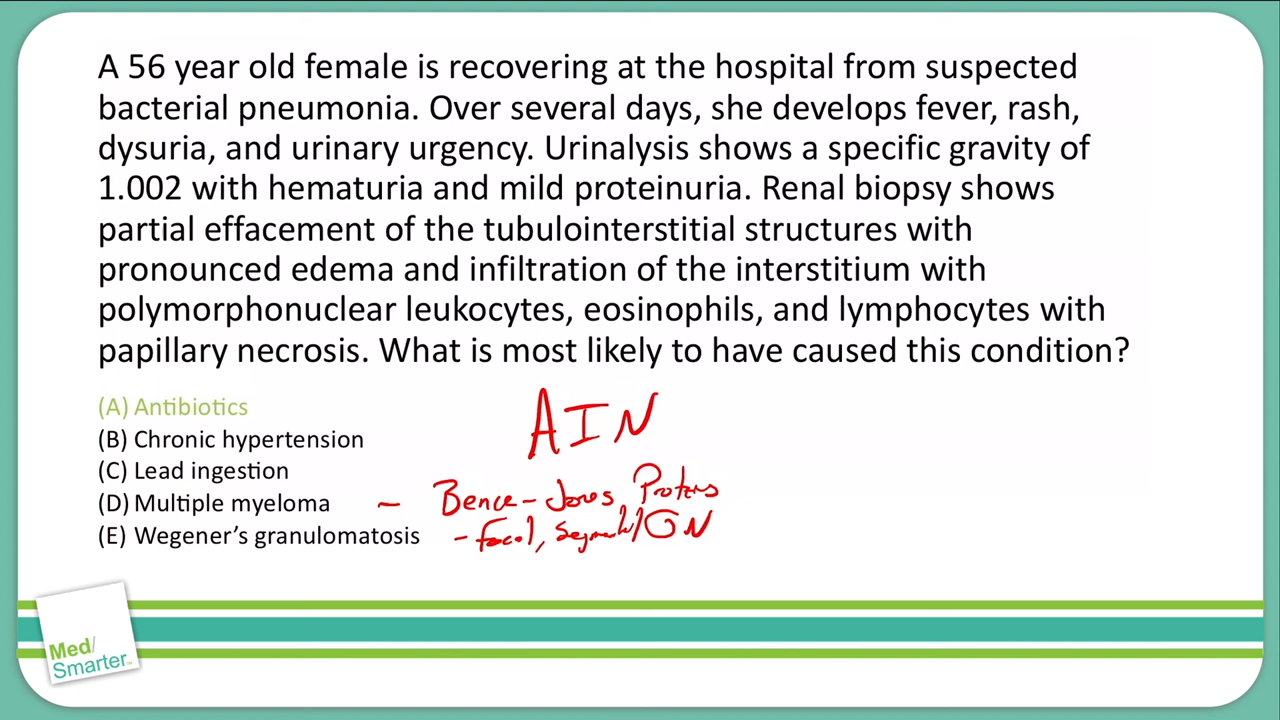 A 56 year old female is recovering at the hospital from suspected
bacterial pneumonia. Over several days, she develops fever, rash,
dysuria, and urinary urgency. Urinalysis shows a specific gravity of
1.002 with hematuria and mild proteinuria. Renal biopsy shows
partial effacement of the tubulointerstitial structures with
pronounced edema and infiltration of the interstitium with
polymorphonuclear leukocytes, eosinophils, and lymphocytes with
papillary necrosis. What is most likely to have caused this condition?
(A) Antibiotics
(B) Chronic hypertension
(C) Lead ingestion
(D) Multiple myeloma
(E) Wegener's granulomatosis
AIN
– Bence-Jones Proteins
– focal, segmental GN
Med/
Smarter™